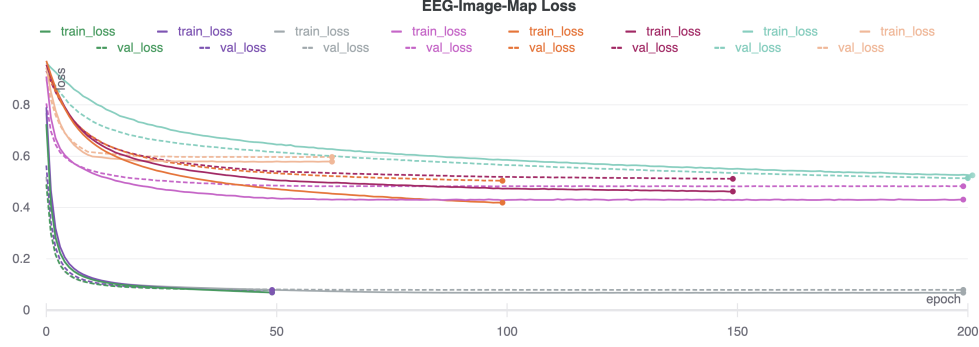 EEG-Image-Map Loss
train_loss train_loss train_loss train_loss train_loss train_loss train_loss train_loss
val_loss val_loss val_loss val_loss val_loss val_loss val_loss val_loss
loss
0.8
0.6
0.4
0.2
epoch
0
0 50 100 150 200